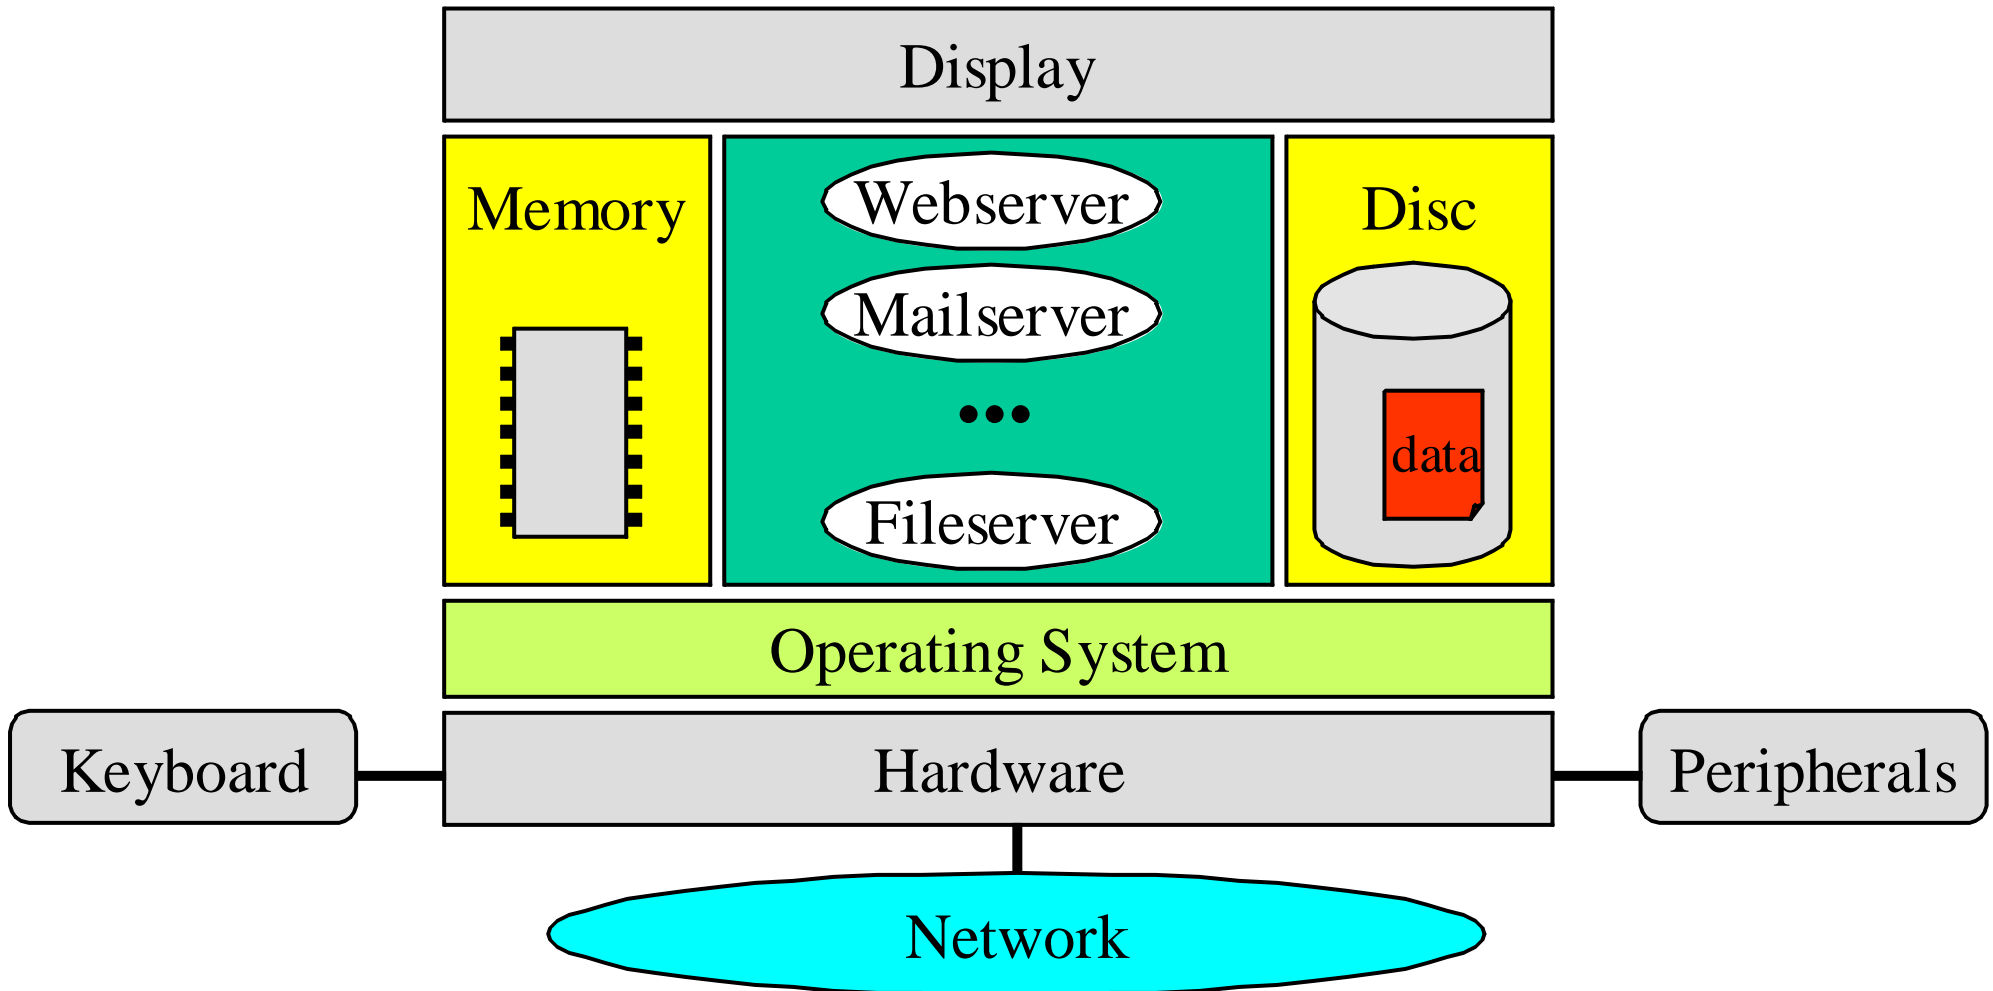 Display
Memory
Webserver
Mailserver
•••
Fileserver
Disc
data
Operating System
Keyboard
Hardware
Peripherals
Network